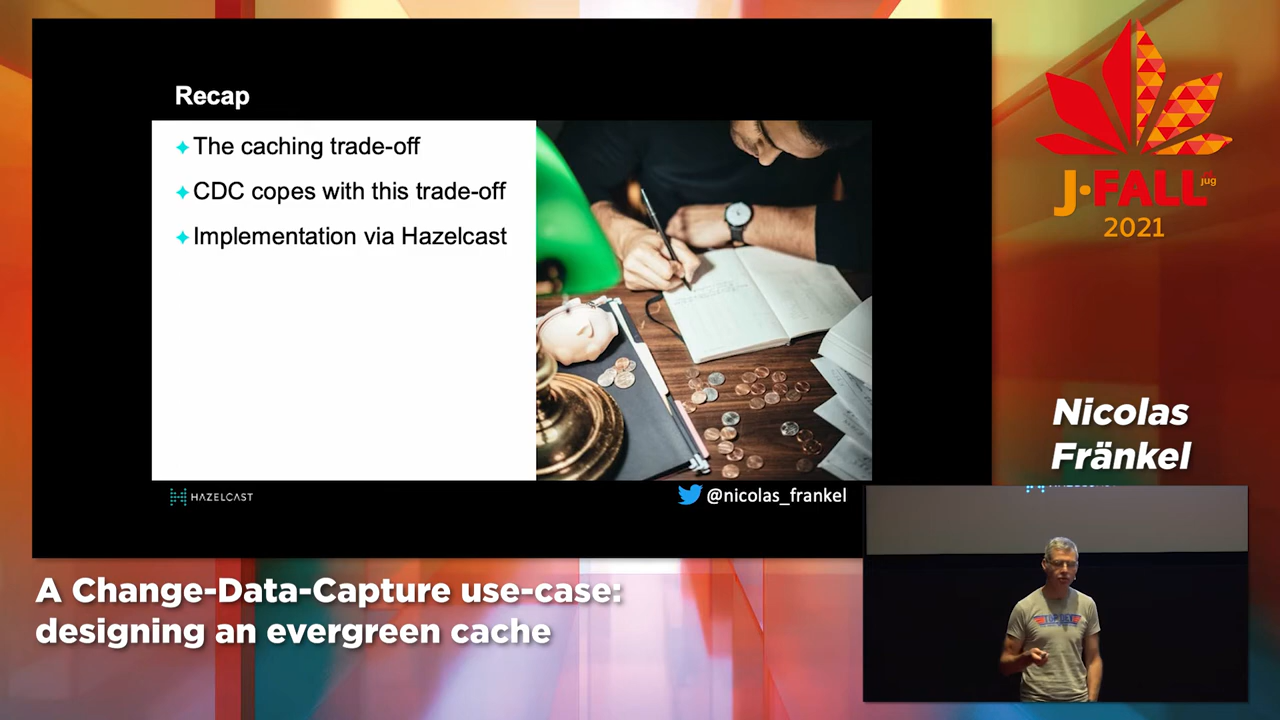 Recap
✦The caching trade-off
✦CDC copes with this trade-off
✦Implementation via Hazelcast
HAZELCAST
@nicolas_frankel
J•FALL
jug
2021
Nicolas
Fränkel
A Change-Data-Capture use-case:
designing an evergreen cache